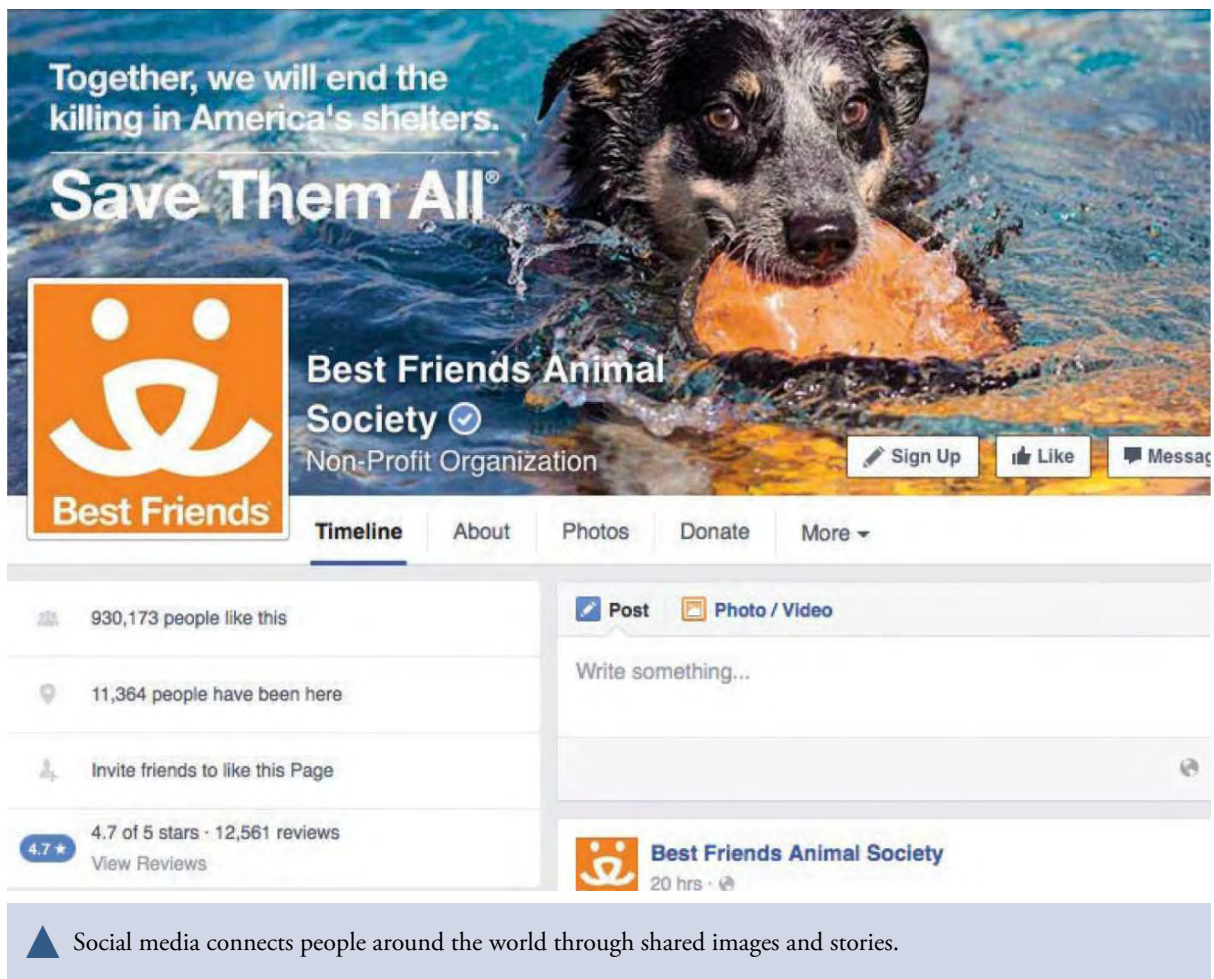 Together, we will end the
killing in America's shelters.
Save Them All®
Best Friends
Best Friends Animal
Society
Non-Profit Organization
Sign Up
Like
Timeline
About
Photos
Donate
More
930,173 people like this
11,364 people have been here
Invite friends to like this Page
4.7 ★
4.7 of 5 stars · 12,561 reviews
View Reviews
Post
Photo / Video
Write something...
Best Friends Animal Society
20 hrs ·
Social media connects people around the world through shared images and stories.